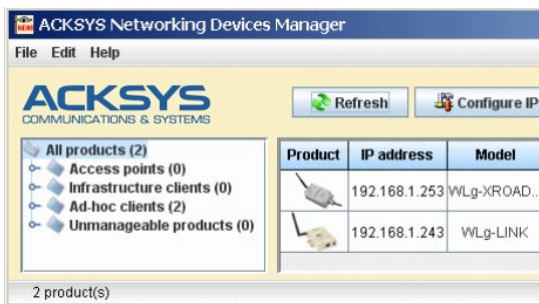 NDM ACKSYS Networking Devices Manager
File Edit Help
ACKSYS
COMMUNICATIONS & SYSTEMS
Refresh
Configure IP
All products (2)
Access points (0)
Infrastructure clients (0)
Ad-hoc clients (2)
Unmanageable products (0)
Product IP address Model
192.168.1.253 WLg-XROAD..
192.168.1.243 WLg-LINK
2 product(s)